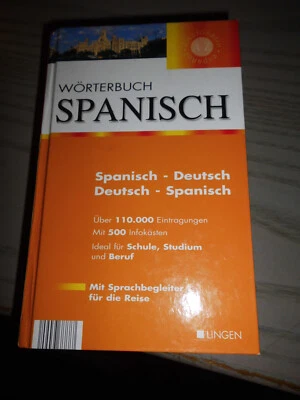 WÖRTERBUCH
SPANISCH
Spanisch - Deutsch
Deutsch - Spanisch
Über 110.000 Eintragungen
Mit 500 Infokästen
Ideal für Schule, Studium
und Beruf
Mit Sprachbegleiter
für die Reise
LINGEN